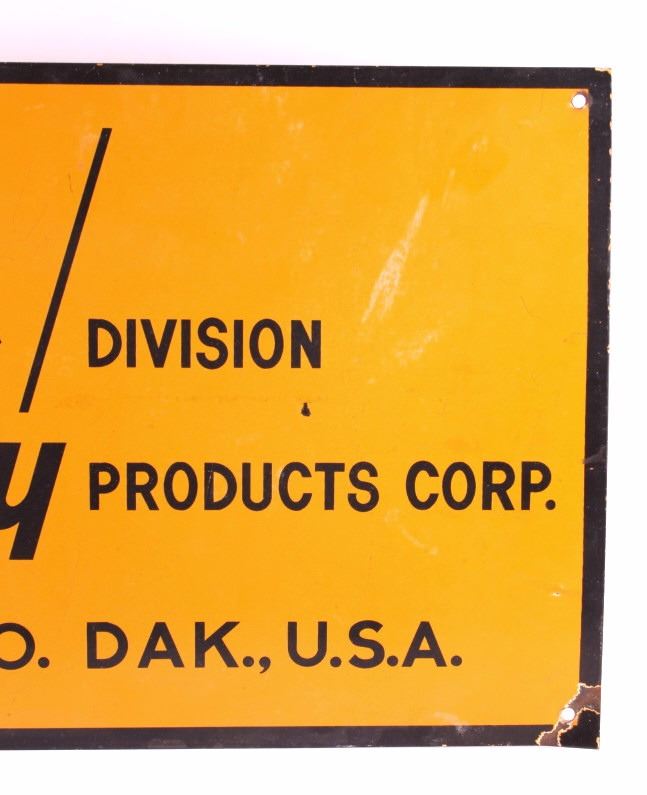 DIVISION
PRODUCTS CORP.
O. DAK., U.S.A.